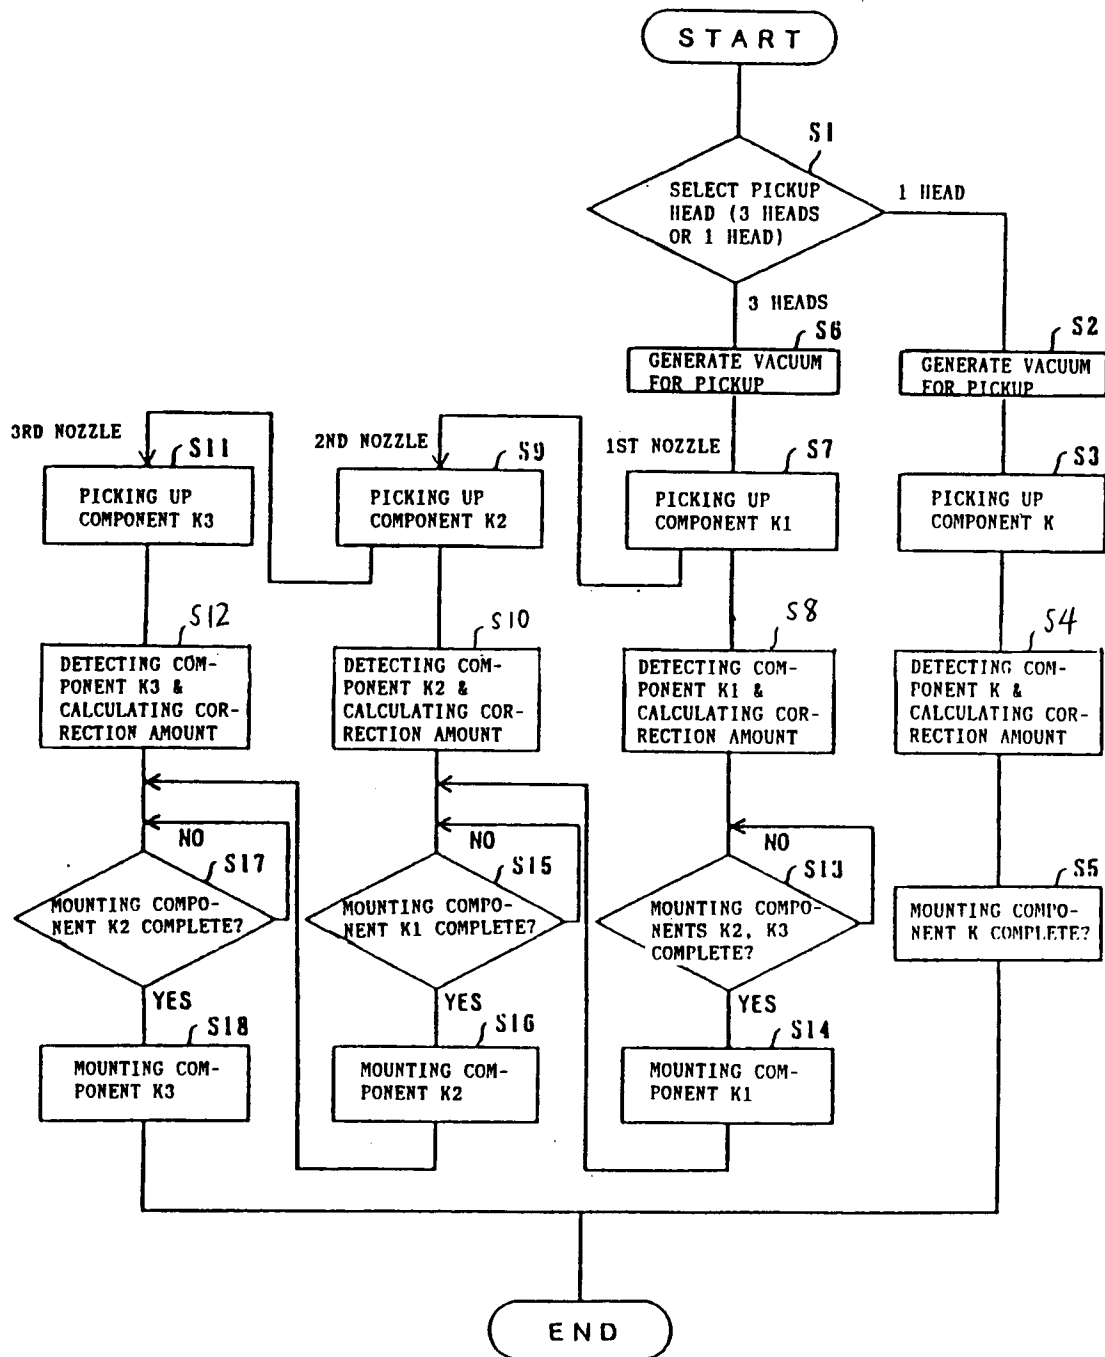 START
S1
SELECT PICKUP
HEAD (3 HEADS
OR 1 HEAD)
1 HEAD
3 HEADS
S6
GENERATE VACUUM
FOR PICKUP
S2
GENERATE VACUUM
FOR PICKUP
3RD NOZZLE
S11
PICKING UP
COMPONENT K3
2ND NOZZLE
S9
PICKING UP
COMPONENT K2
1ST NOZZLE
S7
PICKING UP
COMPONENT K1
S3
PICKING UP
COMPONENT K
S12
DETECTING COM-
PONENT K3 &
CALCULATING COR-
RECTION AMOUNT
S10
DETECTING COM-
PONENT K2 &
CALCULATING COR-
RECTION AMOUNT
S8
DETECTING COM-
PONENT K1 &
CALCULATING COR-
RECTION AMOUNT
S4
DETECTING COM-
PONENT K &
CALCULATING COR-
RECTION AMOUNT
NO
S17
MOUNTING COMPO-
NENT K2 COMPLETE?
YES
NO
S15
MOUNTING COMPO-
NENT K1 COMPLETE?
YES
NO
S13
MOUNTING COMPO-
NENTS K2, K3
COMPLETE?
YES
S5
MOUNTING COMPO-
NENT K COMPLETE?
S18
MOUNTING COM-
PONENT K3
S16
MOUNTING COM-
PONENT K2
S14
MOUNTING COM-
PONENT K1
END